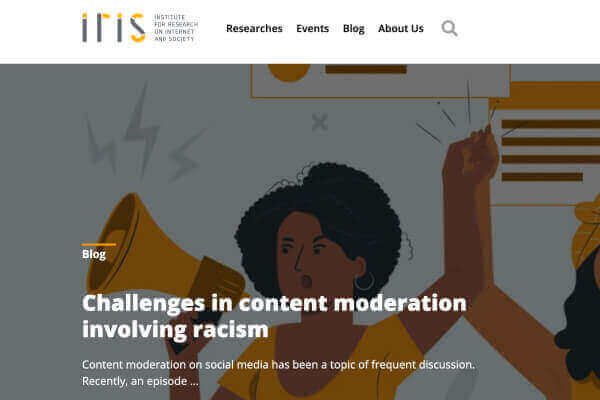 iris
INSTITUTE
FOR RESEARCH
ON INTERNET
AND SOCIETY
Researches Events Blog About Us
Blog
Challenges in content moderation
involving racism
Content moderation on social media has been a topic of frequent discussion.
Recently, an episode ...